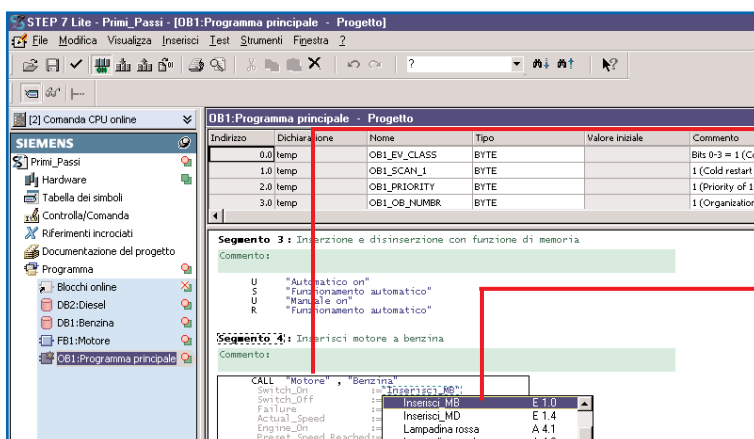 STEP 7 Lite - Primi_Passi - [OB1:Programma principale - Progetto]
File Modifica Visualizza Inserisci Test Strumenti Finestra ?
?
[2] Comanda CPU online
OB1:Programma principale - Progetto
Indirizzo Dichiarazione Nome Tipo Valore iniziale Commento
0.0 temp OB1_EV_CLASS BYTE Bits 0-3 = 1 (Co
1.0 temp OB1_SCAN_1 BYTE 1 (Cold restart
2.0 temp OB1_PRIORITY BYTE 1 (Priority of 1
3.0 temp OB1_OB_NUMBR BYTE 1 (Organization
SIEMENS
Primi_Passi
Hardware
Tabella dei simboli
Controlla/Comanda
Riferimenti incrociati
Documentazione del progetto
Programma
Blocchi online
DB2:Diesel
DB1:Benzina
FB1:Motore
OB1:Programma principale
Segmento 3 : Inserzione e disinserzione con funzione di memoria
Commento:
U "Automatico on"
S "Funzionamento automatico"
U "Manuale on"
R "Funzionamento automatico"
Segmento 4 : Inserisci motore a benzina
Commento:
CALL "Motore" , "Benzina"
Switch_On :="Inserisci_MB"
Switch_Off :=
Failure :=
Actual_Speed :=
Engine_On :=
Preset_Speed_Reached:=
Inserisci_MB E 1.0
Inserisci_MD E 1.4
Lampadina rossa A 4.1